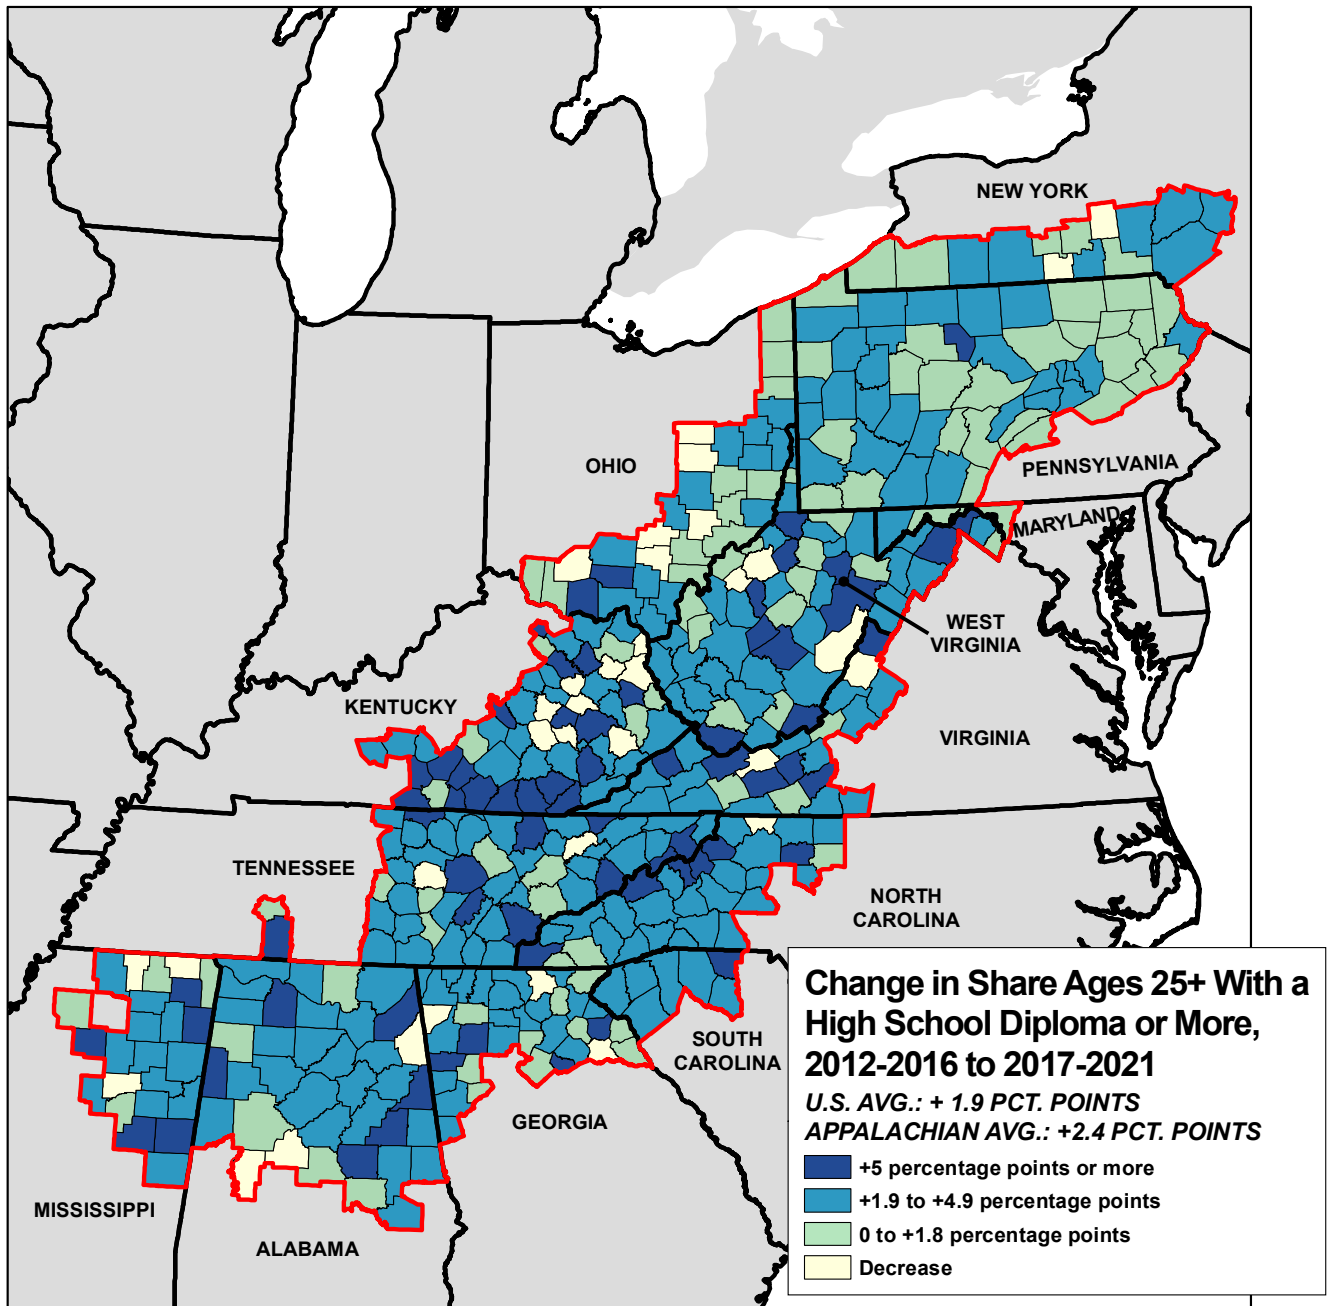 NEW YORK
OHIO
PENNSYLVANIA
MARYLAND
WEST
VIRGINIA
KENTUCKY
VIRGINIA
TENNESSEE
NORTH
CAROLINA
SOUTH
CAROLINA
GEORGIA
MISSISSIPPI
ALABAMA
Change in Share Ages 25+ With a
High School Diploma or More,
2012-2016 to 2017-2021
U.S. AVG.: + 1.9 PCT. POINTS
APPALACHIAN AVG.: +2.4 PCT. POINTS
+5 percentage points or more
+1.9 to +4.9 percentage points
0 to +1.8 percentage points
Decrease